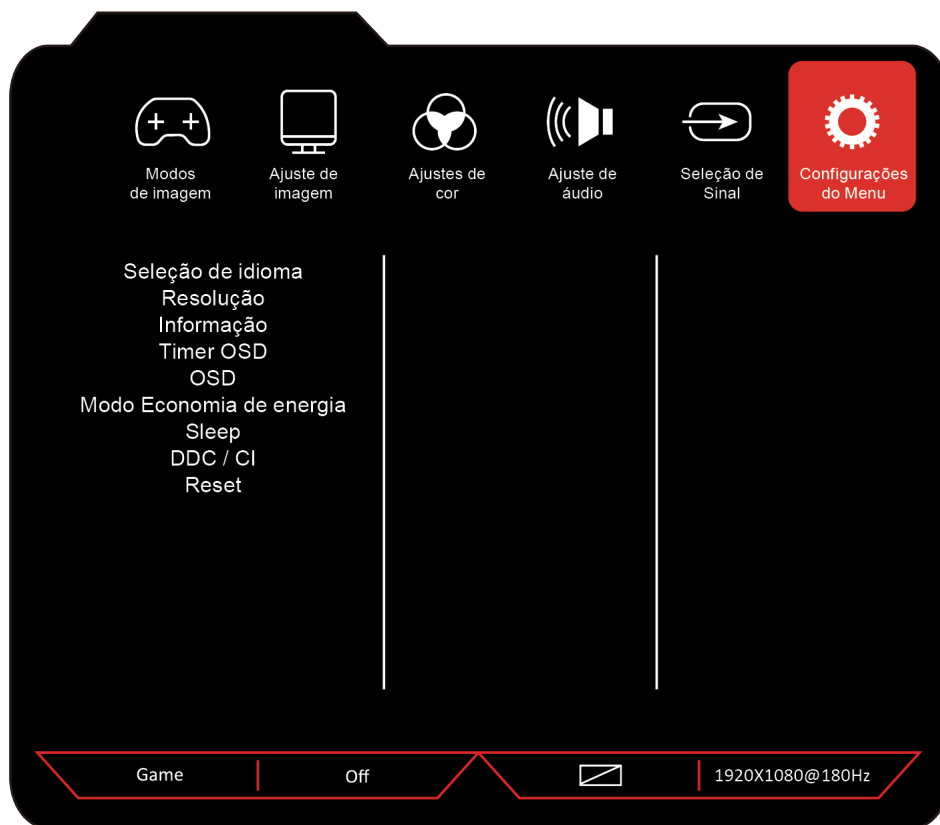 Modos
de imagem
Ajuste de
imagem
Ajustes de
cor
Ajuste de
áudio
Seleção de
Sinal
Configurações
do Menu
Seleção de idioma
Resolução
Informação
Timer OSD
OSD
Modo Economia de energia
Sleep
DDC / CI
Reset
Game
Off
1920X1080@180Hz